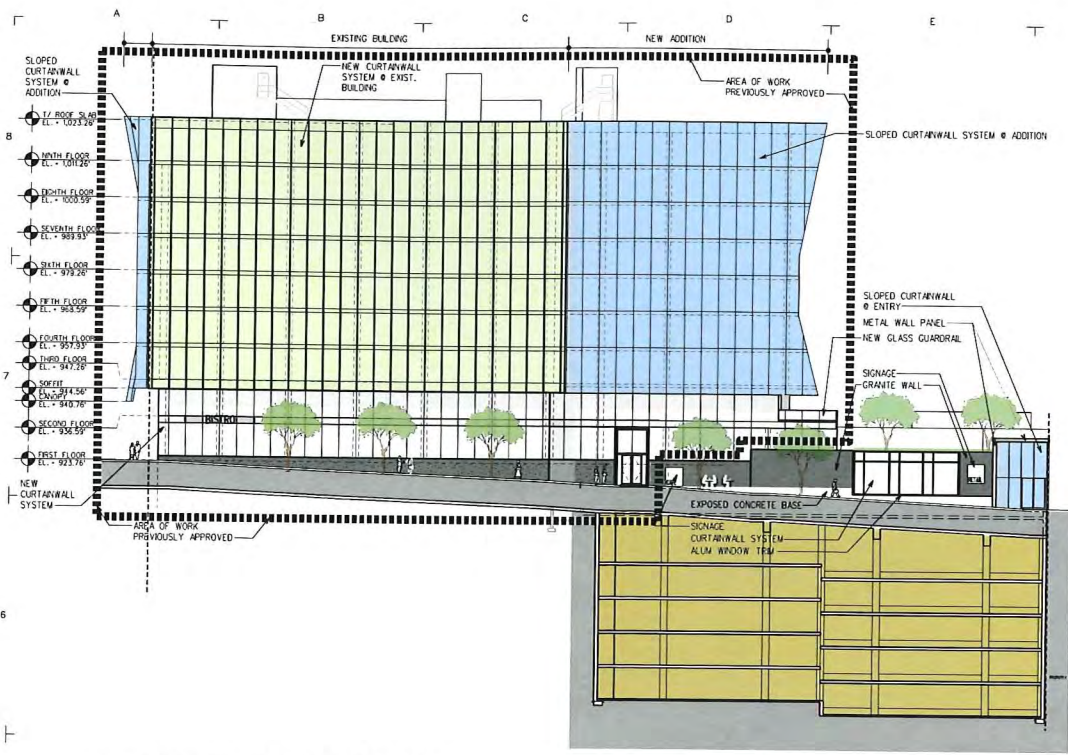 A
B
C
D
E
EXISTING BUILDING
NEW ADDITION
SLOPED
CURTAINWALL
SYSTEM @
ADDITION
NEW CURTAINWALL
SYSTEM @ EXIST.
BUILDING
AREA OF WORK
PREVIOUSLY APPROVED
8
T/ ROOF SLAB
EL. + 1,023.26'
SLOPED CURTAINWALL SYSTEM @ ADDITION
NINTH FLOOR
EL. + 1,011.26'
EIGHTH FLOOR
EL. + 1000.59'
SEVENTH FLOOR
EL. + 989.93'
SIXTH FLOOR
EL. + 979.26'
FIFTH FLOOR
EL. + 968.59'
FOURTH FLOOR
EL. + 957.93'
THIRD FLOOR
EL. + 947.26'
7
SOFFIT
EL. + 944.56'
CANOPY
EL. + 940.76'
SECOND FLOOR
EL. + 936.59'
FIRST FLOOR
EL. + 923.76'
SLOPED CURTAINWALL
@ ENTRY
METAL WALL PANEL
NEW GLASS GUARDRAIL
SIGNAGE
GRANITE WALL
BISTRO
NEW
CURTAINWALL
SYSTEM
EXPOSED CONCRETE BASE
AREA OF WORK
PREVIOUSLY APPROVED
SIGNAGE
CURTAINWALL SYSTEM
ALUM WINDOW TRIM
6